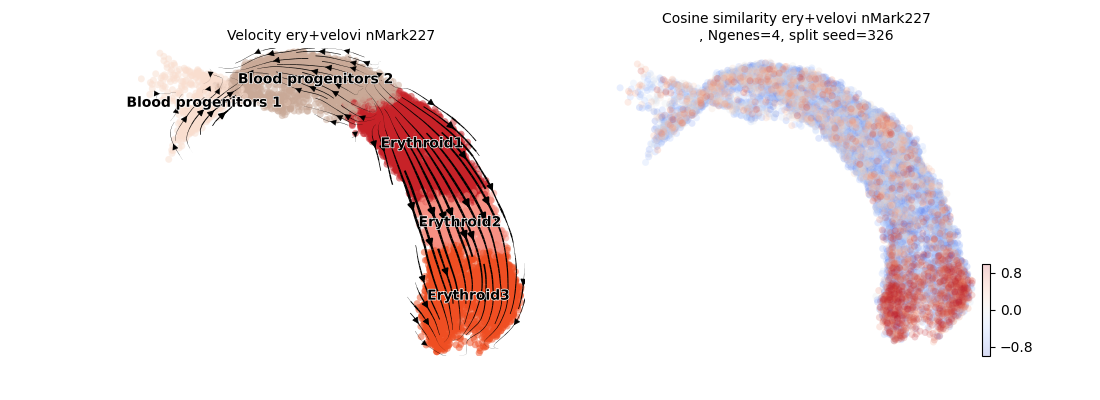 Velocity ery+velovi nMark227
Blood progenitors 2
Blood progenitors 1
Erythroid1
Erythroid2
Erythroid3
Cosine similarity ery+velovi nMark227
, Ngenes=4, split seed=326
0.8
0.0
−0.8